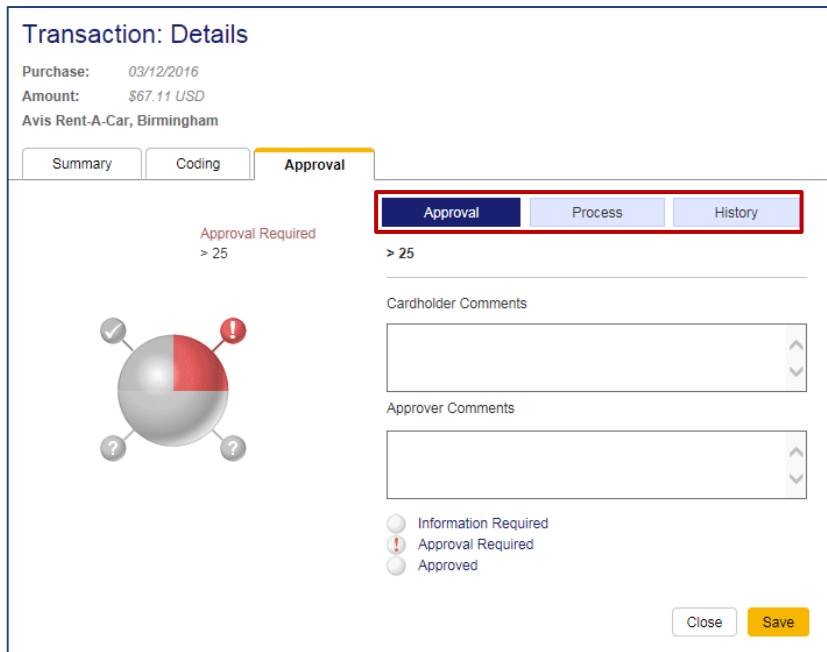 Transaction: Details
Purchase: 03/12/2016
Amount: $67.11 USD
Avis Rent-A-Car, Birmingham
Summary Coding Approval
Approval Process History
Approval Required
> 25
> 25
Cardholder Comments
!
Approver Comments
? ?
Information Required
! Approval Required
Approved
Close Save